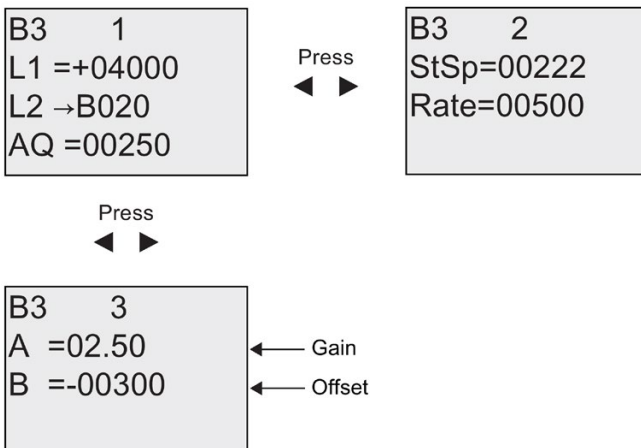 B3 1
L1 =+04000
L2 →B020
AQ =00250
Press
◀ ▶
B3 2
StSp=00222
Rate=00500
Press
◀ ▶
B3 3
A =02.50
B =-00300
Gain
Offset